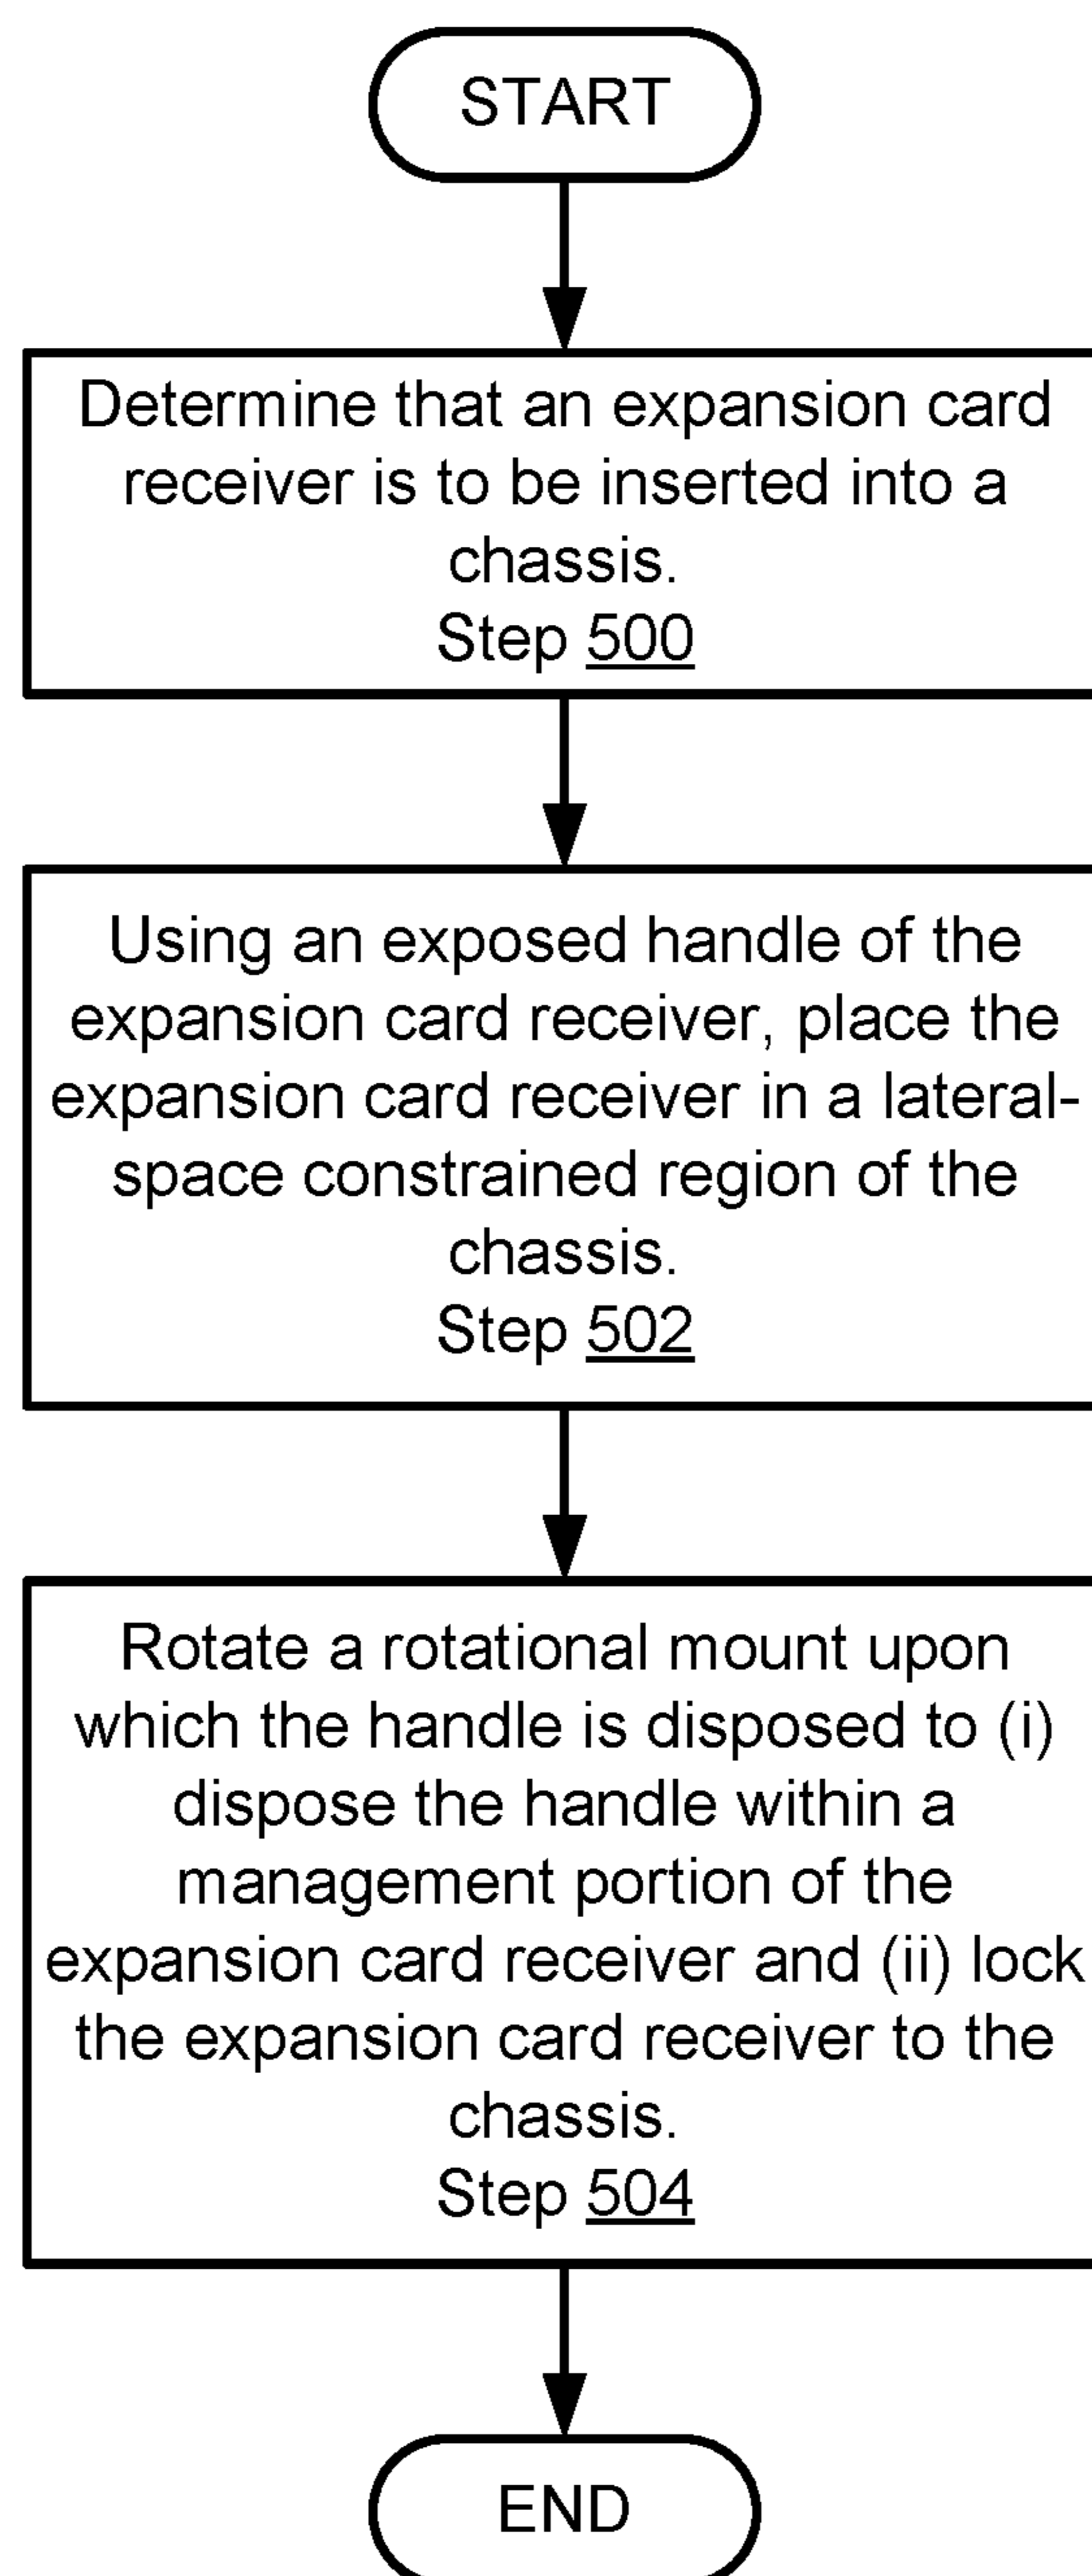 START
Determine that an expansion card
receiver is to be inserted into a
chassis.
Step 500
Using an exposed handle of the
expansion card receiver, place the
expansion card receiver in a lateral-
space constrained region of the
chassis.
Step 502
Rotate a rotational mount upon
which the handle is disposed to (i)
dispose the handle within a
management portion of the
expansion card receiver and (ii) lock
the expansion card receiver to the
chassis.
Step 504
END